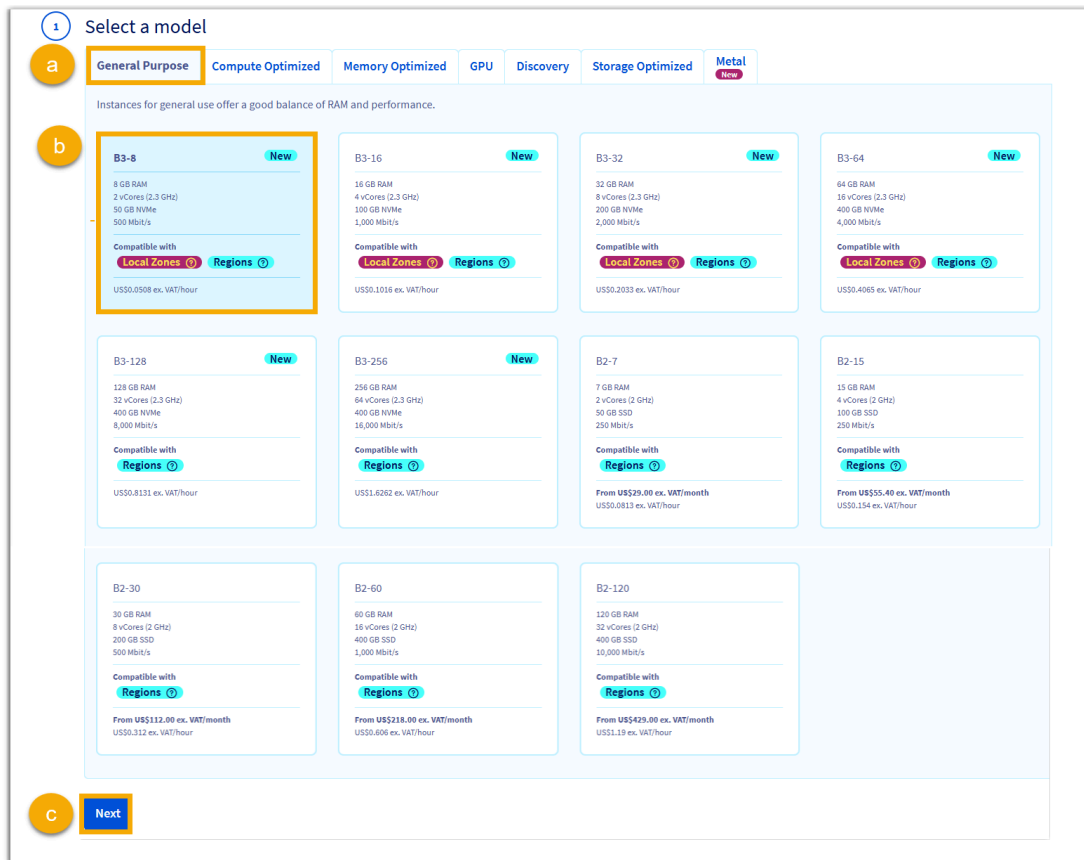 1 Select a model
a
General Purpose Compute Optimized Memory Optimized GPU Discovery Storage Optimized Metal New
Instances for general use offer a good balance of RAM and performance.
b
B3-8 New
8 GB RAM
2 vCores (2.3 GHz)
50 GB NVMe
500 Mbit/s
Compatible with
Local Zones ? Regions ?
US$0.0508 ex. VAT/hour
B3-16 New
16 GB RAM
4 vCores (2.3 GHz)
100 GB NVMe
1,000 Mbit/s
Compatible with
Local Zones ? Regions ?
US$0.1016 ex. VAT/hour
B3-32 New
32 GB RAM
8 vCores (2.3 GHz)
200 GB NVMe
2,000 Mbit/s
Compatible with
Local Zones ? Regions ?
US$0.2033 ex. VAT/hour
B3-64 New
64 GB RAM
16 vCores (2.3 GHz)
400 GB NVMe
4,000 Mbit/s
Compatible with
Local Zones ? Regions ?
US$0.4065 ex. VAT/hour
B3-128 New
128 GB RAM
32 vCores (2.3 GHz)
400 GB NVMe
8,000 Mbit/s
Compatible with
Regions ?
US$0.8131 ex. VAT/hour
B3-256 New
256 GB RAM
64 vCores (2.3 GHz)
400 GB NVMe
16,000 Mbit/s
Compatible with
Regions ?
US$1.6262 ex. VAT/hour
B2-7
7 GB RAM
2 vCores (2 GHz)
50 GB SSD
250 Mbit/s
Compatible with
Regions ?
From US$29.00 ex. VAT/month
US$0.0813 ex. VAT/hour
B2-15
15 GB RAM
4 vCores (2 GHz)
100 GB SSD
250 Mbit/s
Compatible with
Regions ?
From US$55.40 ex. VAT/month
US$0.154 ex. VAT/hour
B2-30
30 GB RAM
8 vCores (2 GHz)
200 GB SSD
500 Mbit/s
Compatible with
Regions ?
From US$112.00 ex. VAT/month
US$0.312 ex. VAT/hour
B2-60
60 GB RAM
16 vCores (2 GHz)
400 GB SSD
1,000 Mbit/s
Compatible with
Regions ?
From US$218.00 ex. VAT/month
US$0.606 ex. VAT/hour
B2-120
120 GB RAM
32 vCores (2 GHz)
400 GB SSD
10,000 Mbit/s
Compatible with
Regions ?
From US$429.00 ex. VAT/month
US$1.19 ex. VAT/hour
c
Next